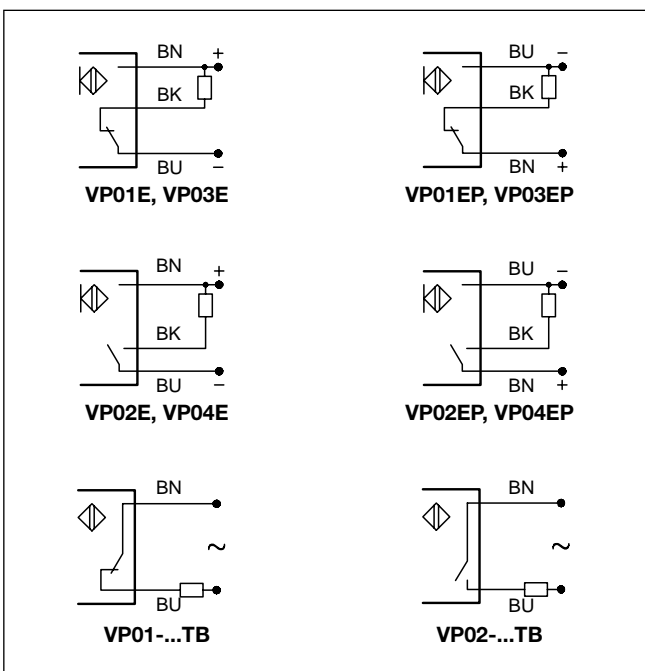 BN +
BK
BU −
VP01E, VP03E
BU −
BK
BN +
VP01EP, VP03EP
BN +
BK
BU −
VP02E, VP04E
BU −
BK
BN +
VP02EP, VP04EP
BN
~
BU
VP01-...TB
BN
~
BU
VP02-...TB